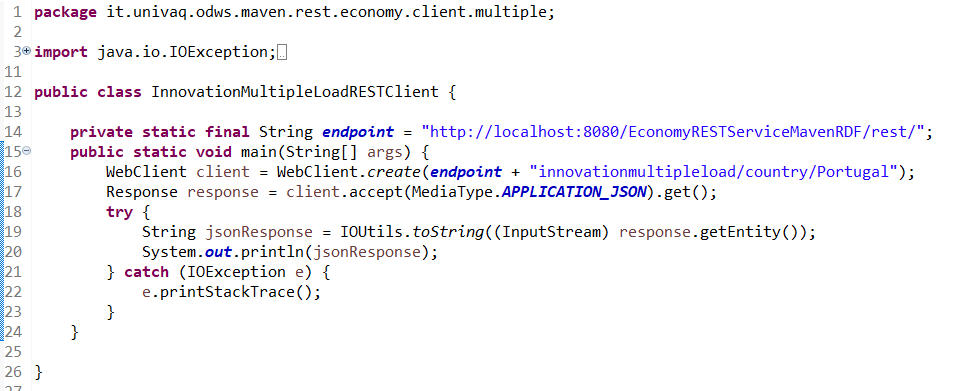 1 package it.univaq.odws.maven.rest.economy.client.multiple;
2
3 import java.io.IOException;
11
12 public class InnovationMultipleLoadRESTClient {
13
14 private static final String endpoint = "http://localhost:8080/EconomyRESTServiceMavenRDF/rest/";
15 public static void main(String[] args) {
16 WebClient client = WebClient.create(endpoint + "innovationmultipleload/country/Portugal");
17 Response response = client.accept(MediaType.APPLICATION_JSON).get();
18 try {
19 String jsonResponse = IOUtils.toString((InputStream) response.getEntity());
20 System.out.println(jsonResponse);
21 } catch (IOException e) {
22 e.printStackTrace();
23 }
24 }
25
26 }
27